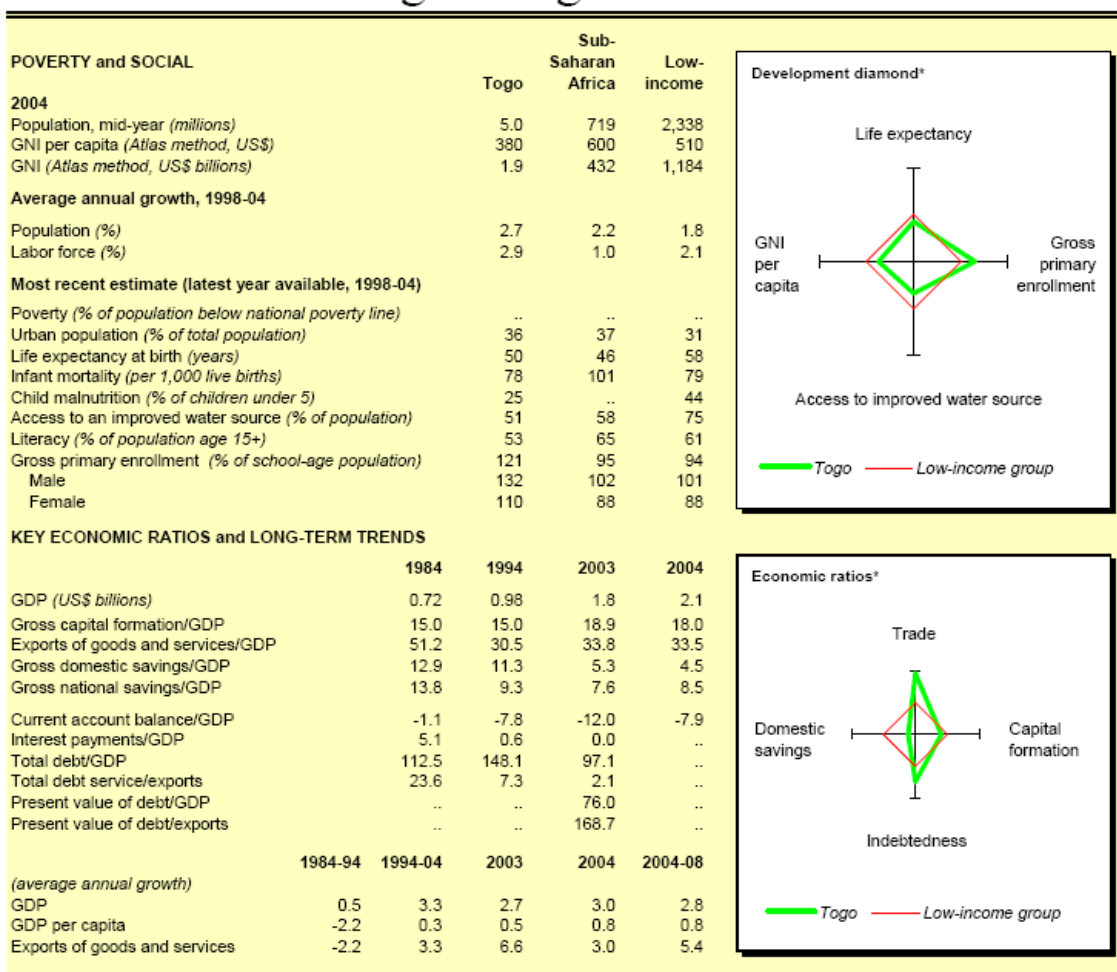 POVERTY and SOCIAL Togo Sub-Saharan Africa Low-income
2004
Population, mid-year (millions) 5.0 719 2,338
GNI per capita (Atlas method, US$) 380 600 510
GNI (Atlas method, US$ billions) 1.9 432 1,184
Average annual growth, 1998-04
Population (%) 2.7 2.2 1.8
Labor force (%) 2.9 1.0 2.1
Most recent estimate (latest year available, 1998-04)
Poverty (% of population below national poverty line) .. .. ..
Urban population (% of total population) 36 37 31
Life expectancy at birth (years) 50 46 58
Infant mortality (per 1,000 live births) 78 101 79
Child malnutrition (% of children under 5) 25 .. 44
Access to an improved water source (% of population) 51 58 75
Literacy (% of population age 15+) 53 65 61
Gross primary enrollment (% of school-age population) 121 95 94
Male 132 102 101
Female 110 88 88
KEY ECONOMIC RATIOS and LONG-TERM TRENDS
1984 1994 2003 2004
GDP (US$ billions) 0.72 0.98 1.8 2.1
Gross capital formation/GDP 15.0 15.0 18.9 18.0
Exports of goods and services/GDP 51.2 30.5 33.8 33.5
Gross domestic savings/GDP 12.9 11.3 5.3 4.5
Gross national savings/GDP 13.8 9.3 7.6 8.5
Current account balance/GDP -1.1 -7.8 -12.0 -7.9
Interest payments/GDP 5.1 0.6 0.0 ..
Total debt/GDP 112.5 148.1 97.1 ..
Total debt service/exports 23.6 7.3 2.1 ..
Present value of debt/GDP .. .. 76.0 ..
Present value of debt/exports .. .. 168.7 ..
1984-94 1994-04 2003 2004 2004-08
(average annual growth)
GDP 0.5 3.3 2.7 3.0 2.8
GDP per capita -2.2 0.3 0.5 0.8 0.8
Exports of goods and services -2.2 3.3 6.6 3.0 5.4
Development diamond*
Life expectancy
GNI
per
capita
Gross
primary
enrollment
Access to improved water source
Togo Low-income group
Economic ratios*
Trade
Domestic
savings
Capital
formation
Indebtedness
Togo Low-income group